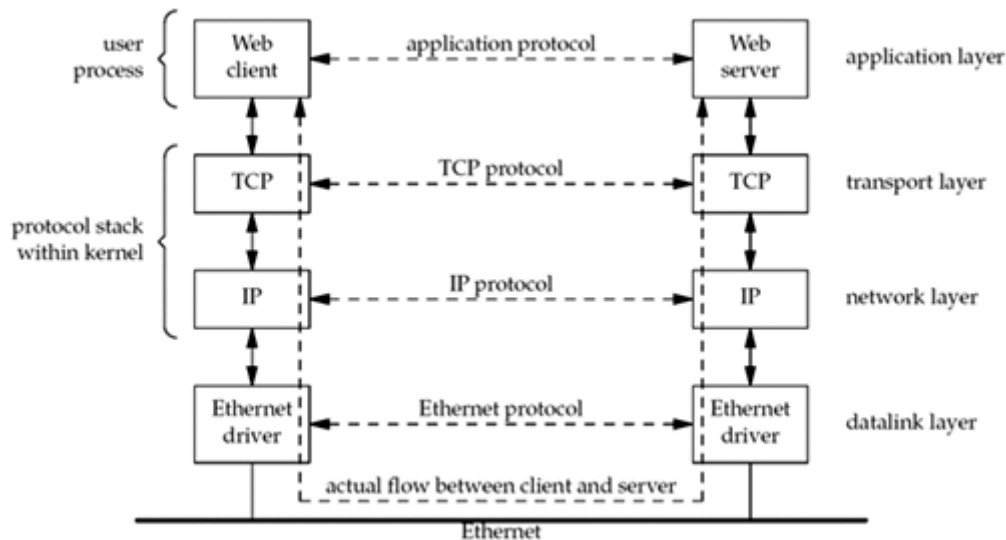 user
process
Web
client
application protocol
Web
server
application layer
TCP
TCP protocol
TCP
transport layer
protocol stack
within kernel
IP
IP protocol
IP
network layer
Ethernet
driver
Ethernet protocol
Ethernet
driver
datalink layer
actual flow between client and server
Ethernet